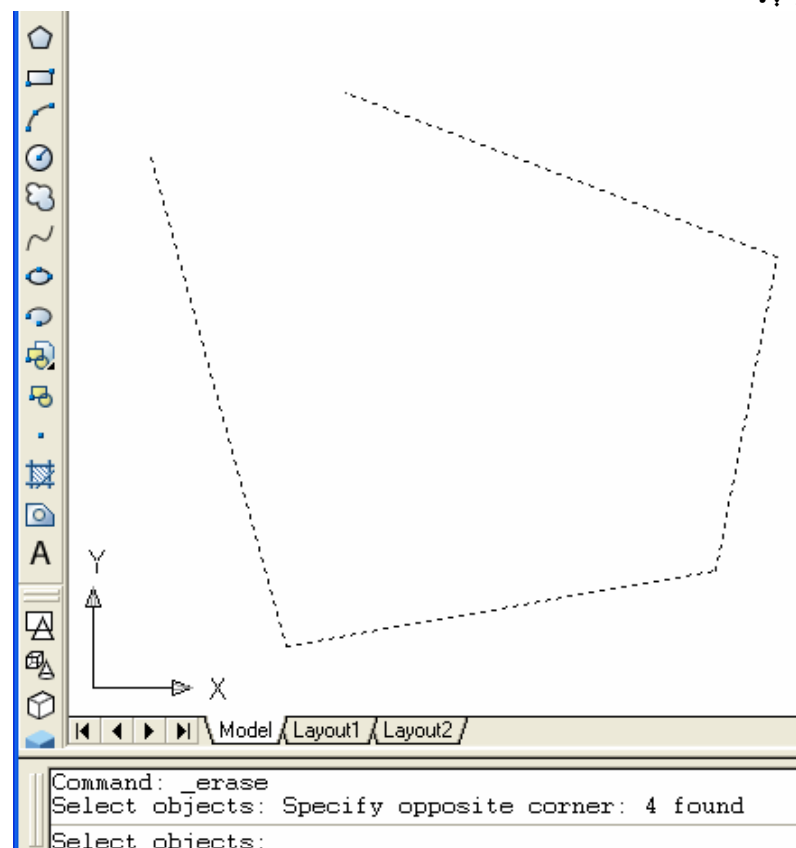 A
Y
X
Model Layout1 Layout2
Command: _erase
Select objects: Specify opposite corner: 4 found
Select objects: